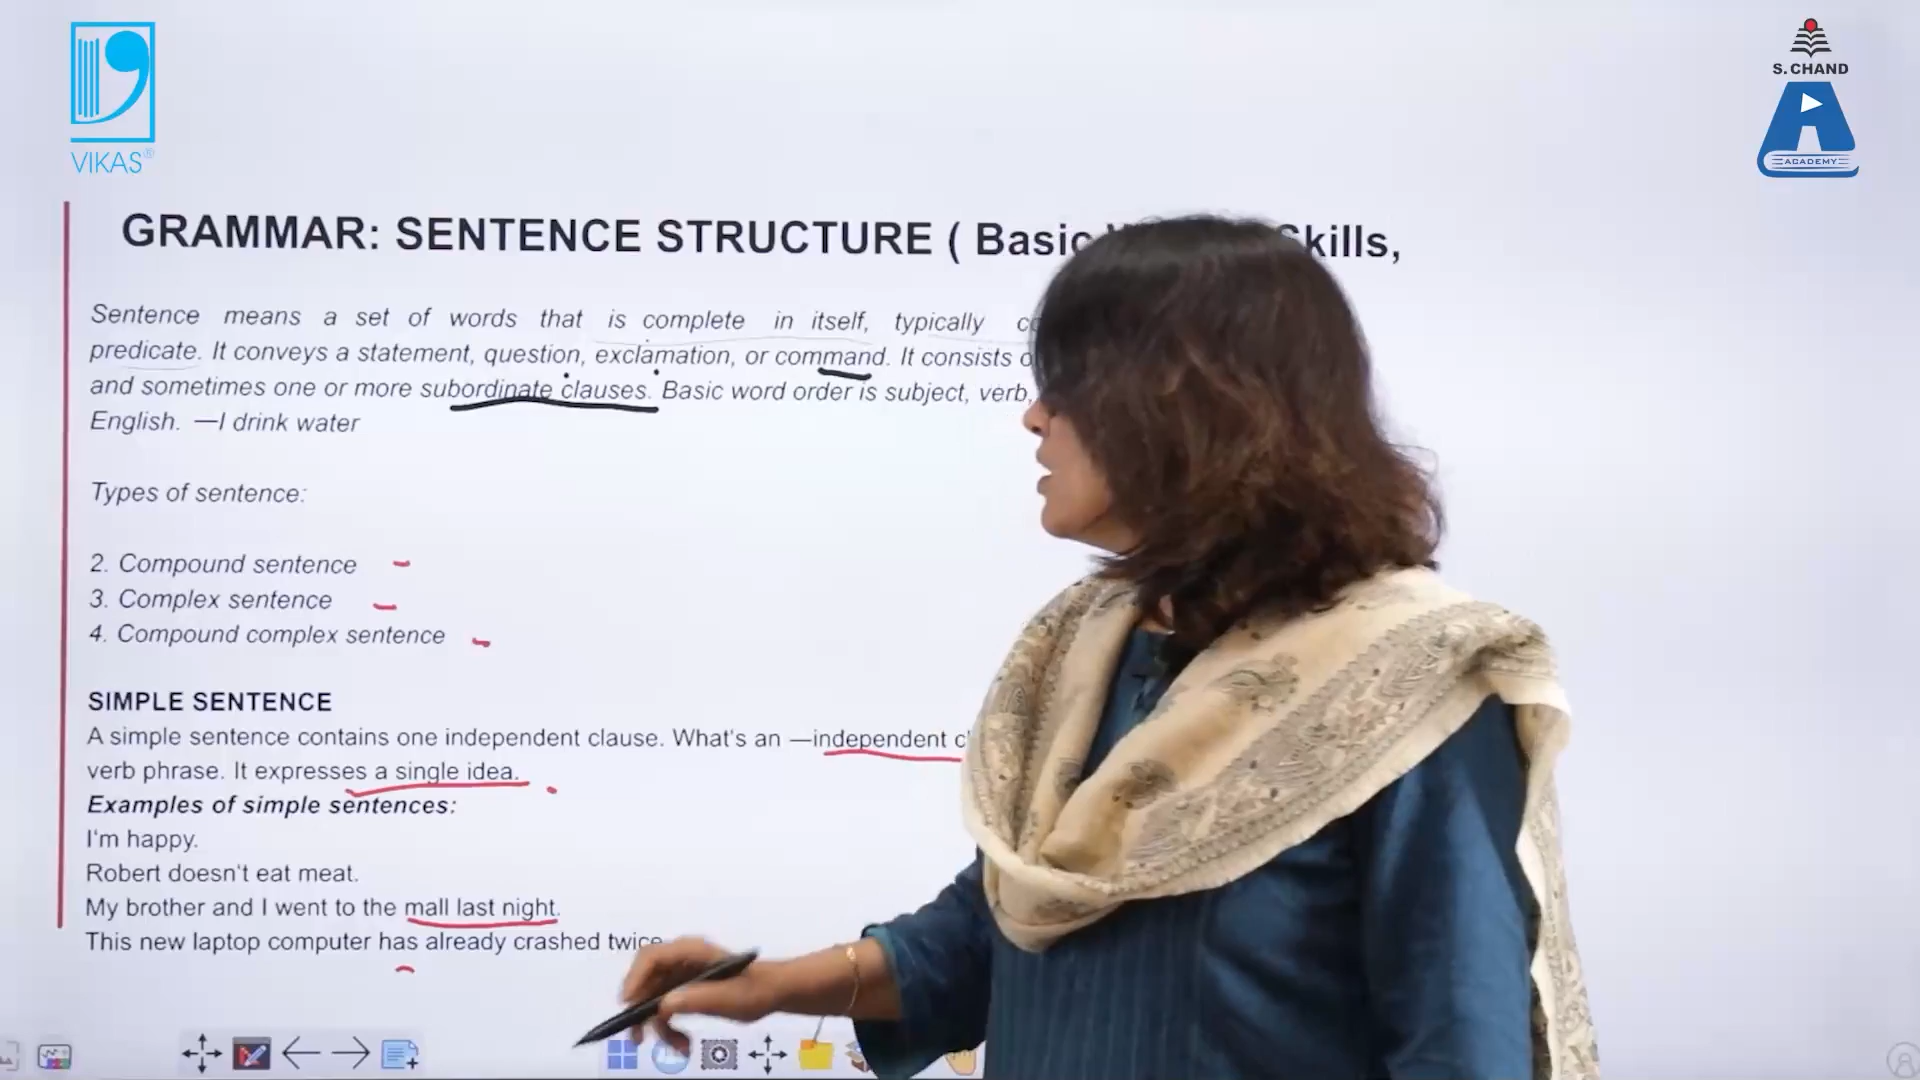 VIKAS®
S. CHAND
ACADEMY
GRAMMAR: SENTENCE STRUCTURE ( Basic Skills,
Sentence means a set of words that is complete in itself, typically
predicate. It conveys a statement, question, exclamation, or command. It consists
and sometimes one or more subordinate clauses. Basic word order is subject, verb,
English. —I drink water
Types of sentence:
2. Compound sentence
3. Complex sentence
4. Compound complex sentence
SIMPLE SENTENCE
A simple sentence contains one independent clause. What's an —independent
verb phrase. It expresses a single idea.
Examples of simple sentences:
I'm happy.
Robert doesn't eat meat.
My brother and I went to the mall last night.
This new laptop computer has already crashed twice